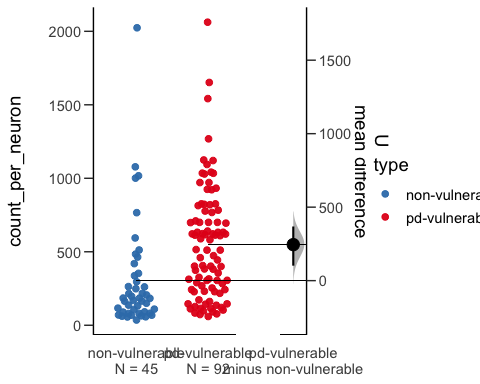 2000
1500
1000
500
0
count_per_neuron
1500
1000
500
0
mean difference
U
type
non-vulnerab
pd-vulnerab
non-vulnerable
pd-vulnerable
pd-vulnerable
N = 45
N = 92
minus non-vulnerable